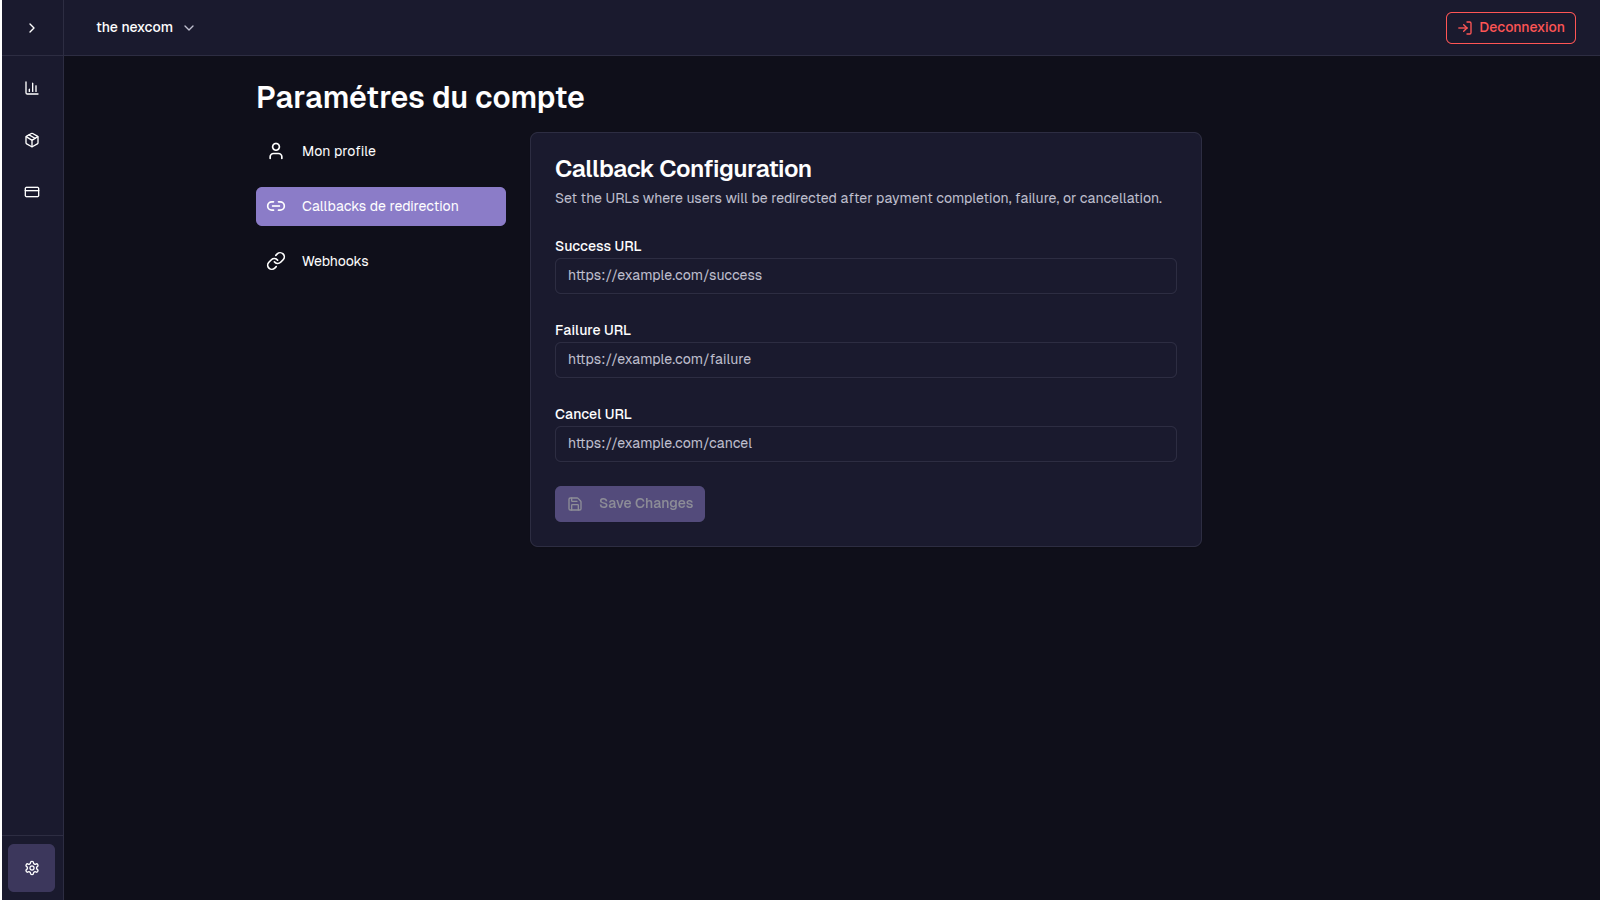 the nexcom
Deconnexion
Paramétres du compte
Mon profile
Callbacks de redirection
Webhooks
Callback Configuration
Set the URLs where users will be redirected after payment completion, failure, or cancellation.
Success URL
https://example.com/success
Failure URL
https://example.com/failure
Cancel URL
https://example.com/cancel
Save Changes